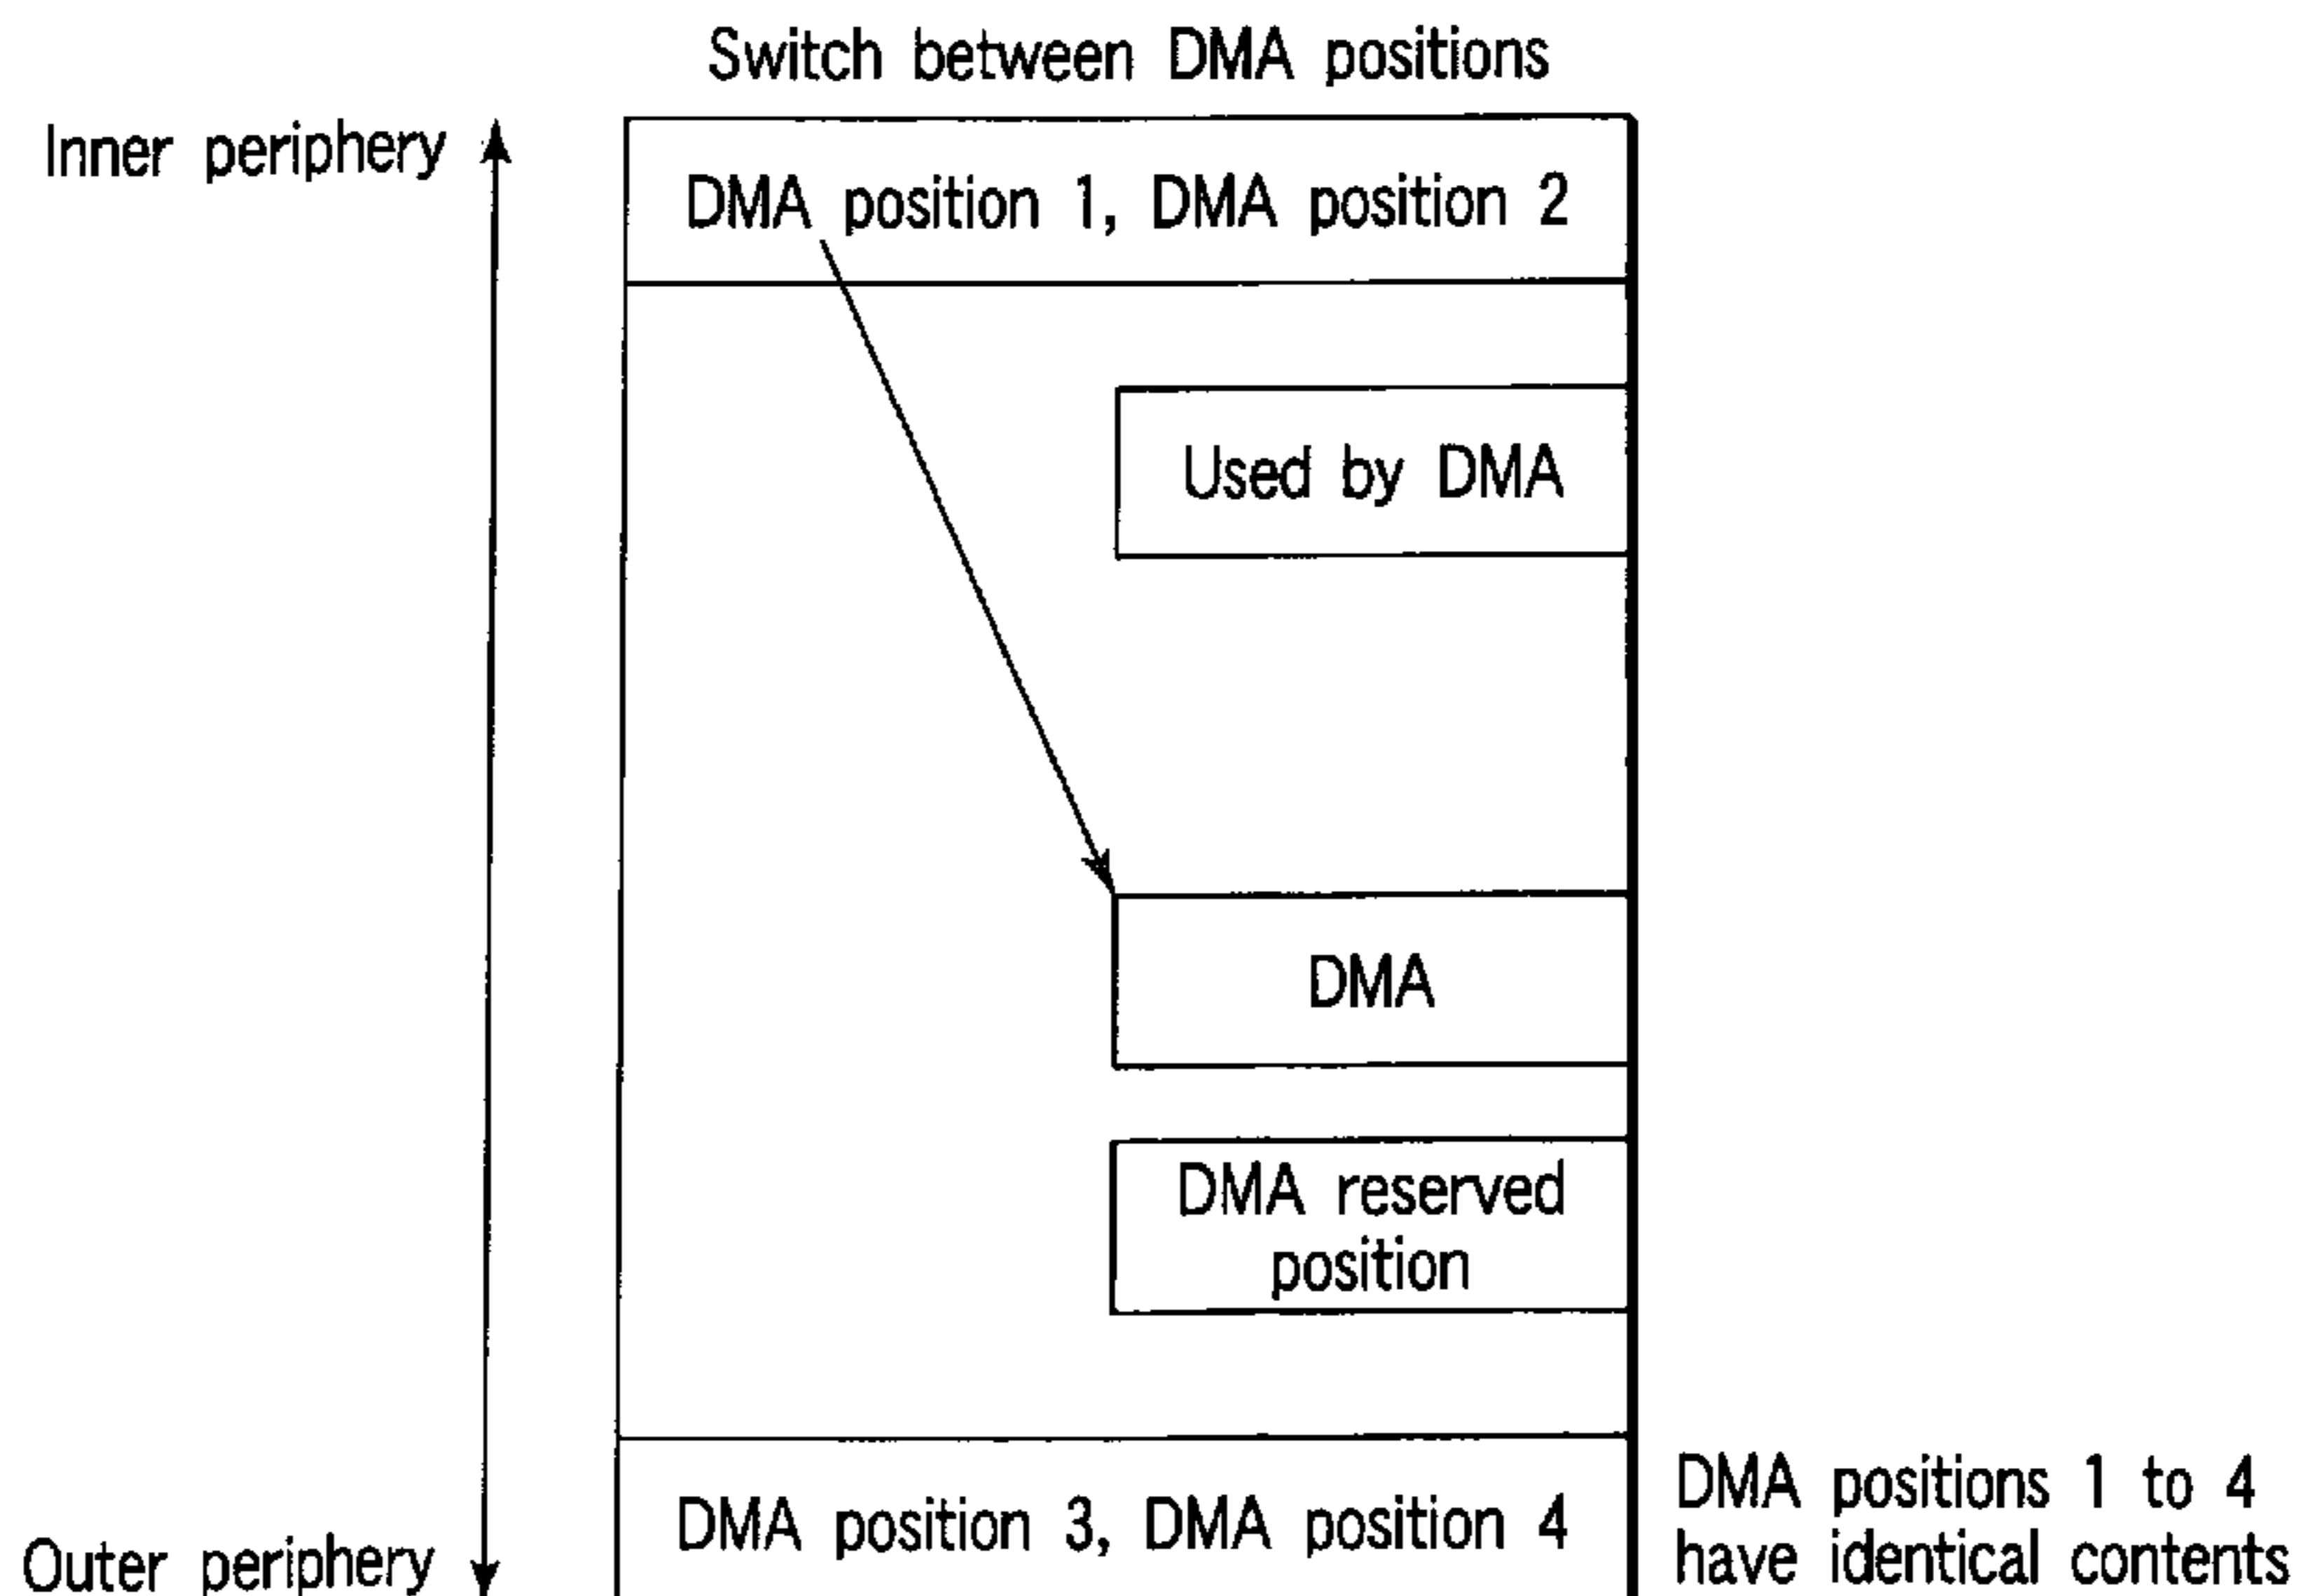 Switch between DMA positions
Inner periphery
DMA position 1, DMA position 2
Used by DMA
DMA
DMA reserved
position
DMA position 3, DMA position 4
Outer periphery
DMA positions 1 to 4
have identical contents